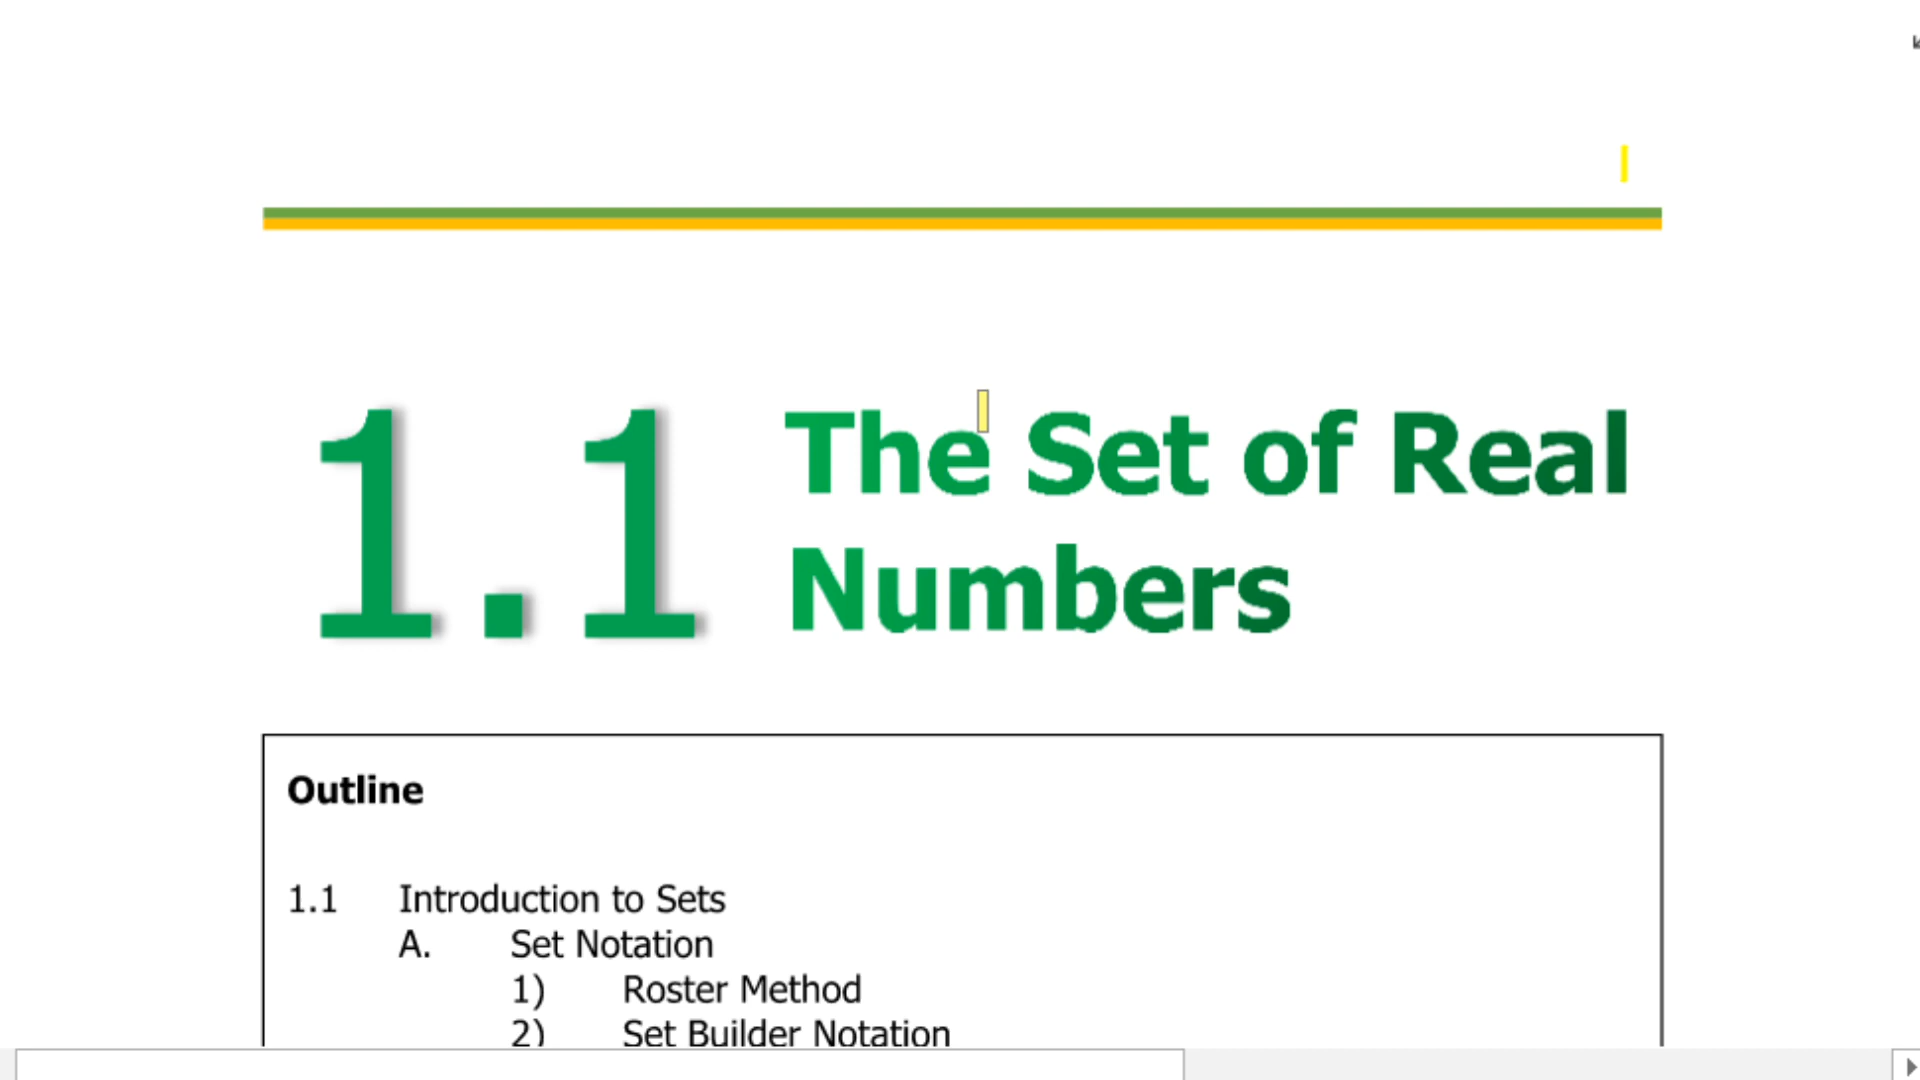 1.1 The Set of Real
Numbers
Outline
1.1 Introduction to Sets
A. Set Notation
1) Roster Method
2) Set Builder Notation